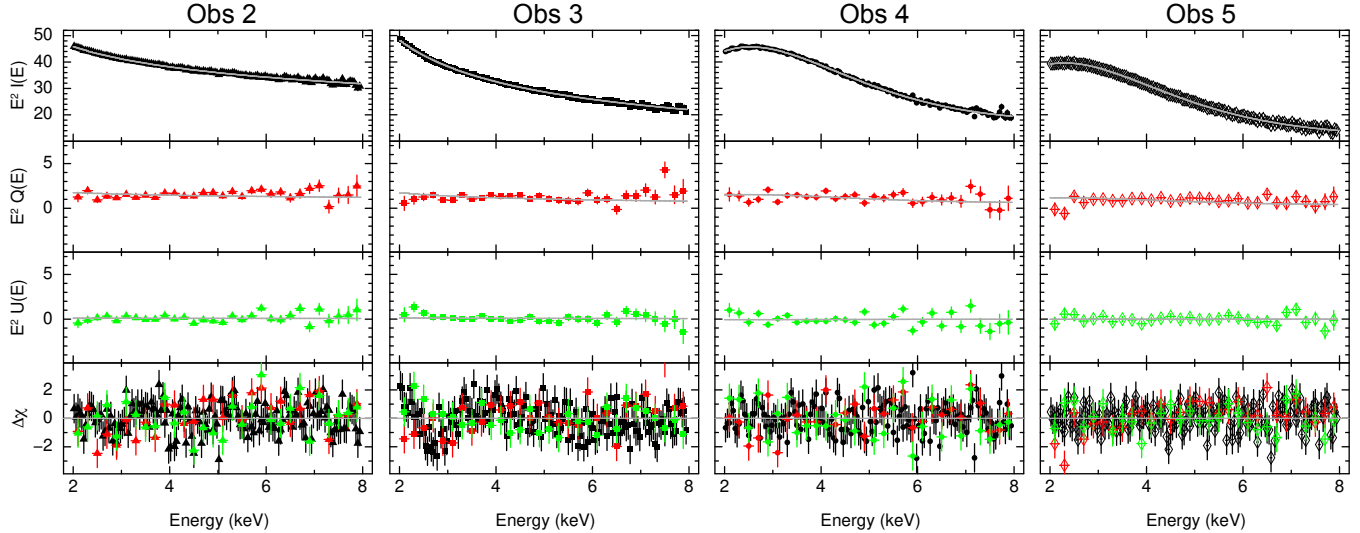 Obs 2 Obs 3 Obs 4 Obs 5
E² I(E) 50 40 30 20
E² Q(E) 5 0
E² U(E) 5 0
Δχ 2 0 −2
2 4 6 8 2 4 6 8 2 4 6 8 2 4 6 8
Energy (keV) Energy (keV) Energy (keV) Energy (keV)